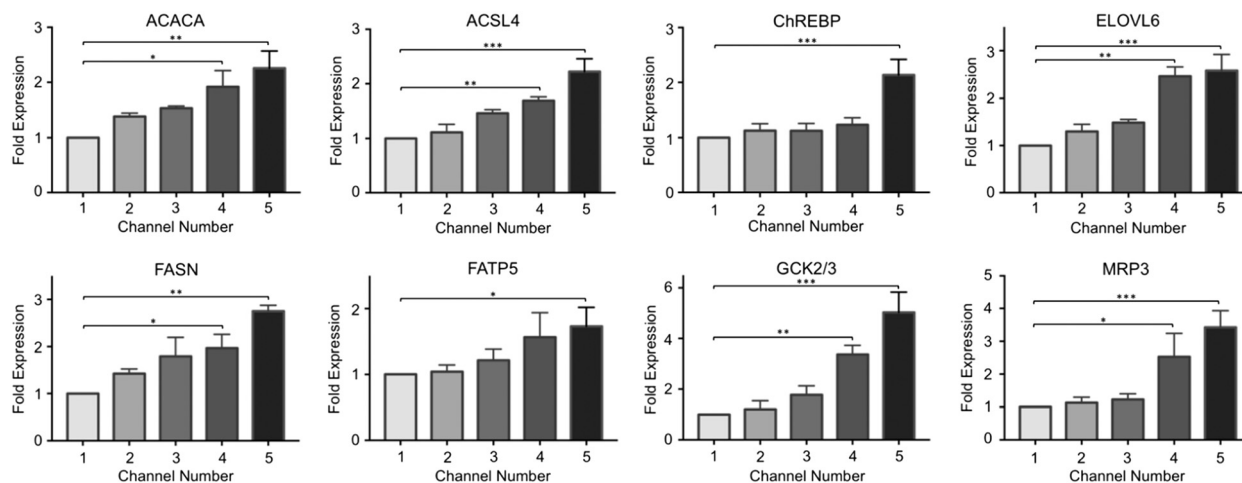 ACACA
3
2
1
0
Fold Expression
**
*
1 2 3 4 5
Channel Number
ACSL4
3
2
1
0
Fold Expression
***
**
1 2 3 4 5
Channel Number
ChREBP
3
2
1
0
Fold Expression
***
1 2 3 4 5
Channel Number
ELOVL6
3
2
1
0
Fold Expression
***
**
1 2 3 4 5
Channel Number
FASN
3
2
1
0
Fold Expression
**
*
1 2 3 4 5
Channel Number
FATP5
2
1
0
Fold Expression
*
1 2 3 4 5
Channel Number
GCK2/3
6
4
2
0
Fold Expression
***
**
1 2 3 4 5
Channel Number
MRP3
5
4
3
2
1
0
Fold Expression
***
*
1 2 3 4 5
Channel Number